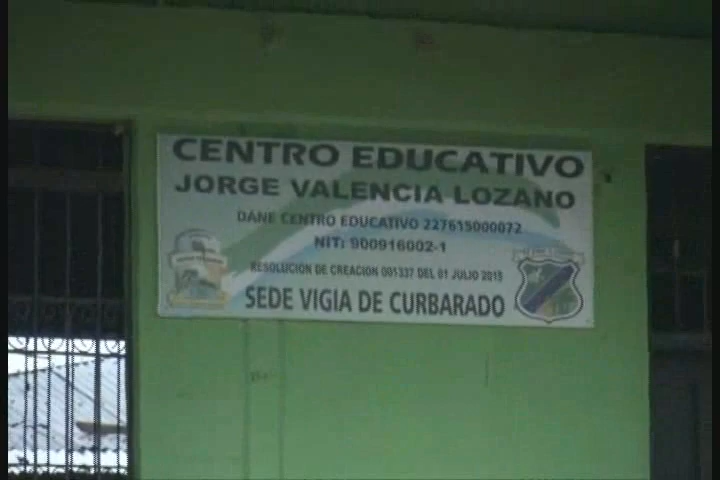 CENTRO EDUCATIVO
JORGE VALENCIA LOZANO
DANE CENTRO EDUCATIVO 227615000072
NIT: 900916002-1
RESOLUCION DE CREACION 001337 DEL 01 JULIO 2015
SEDE VIGIA DE CURBARADO